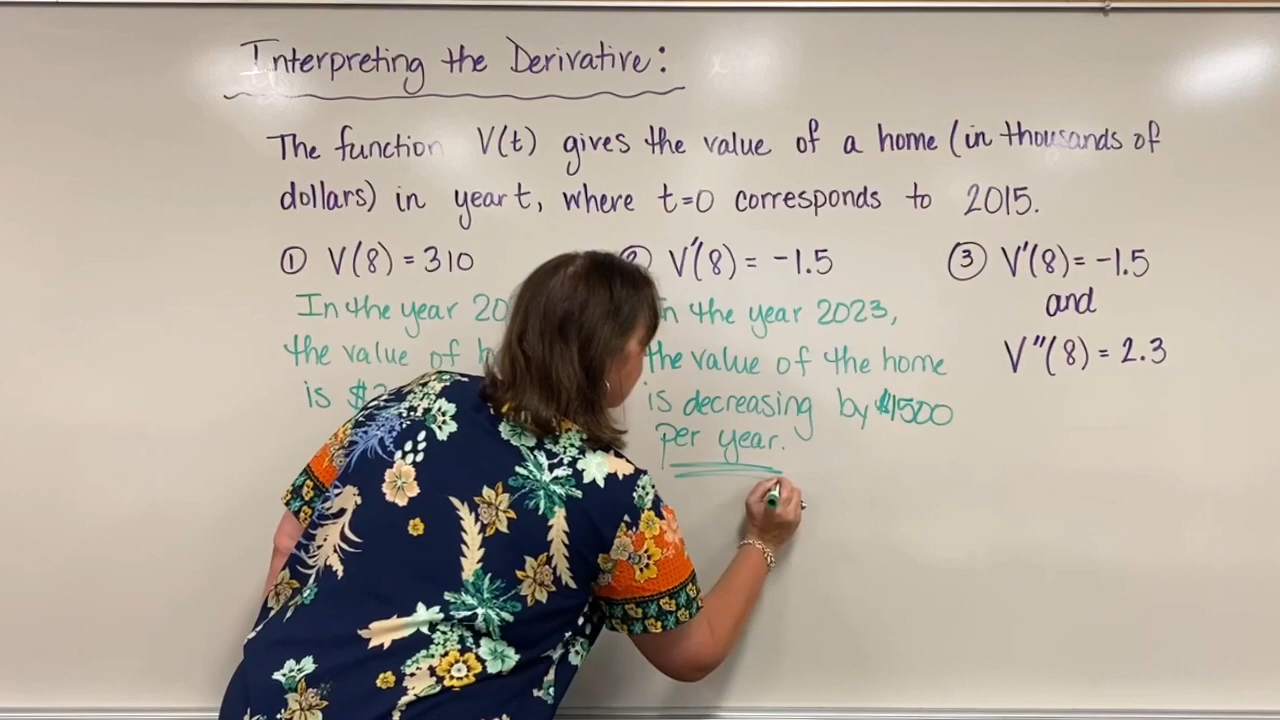 Interpreting the Derivative:
The function V(t) gives the value of a home (in thousands of
dollars) in year t, where t=0 corresponds to 2015.
① V(8) = 310
In the year 20
the value of
is $
V'(8) = -1.5
in the year 2023,
the value of the home
is decreasing by $1500
per year.
③ V'(8) = -1.5
and
V"(8) = 2.3